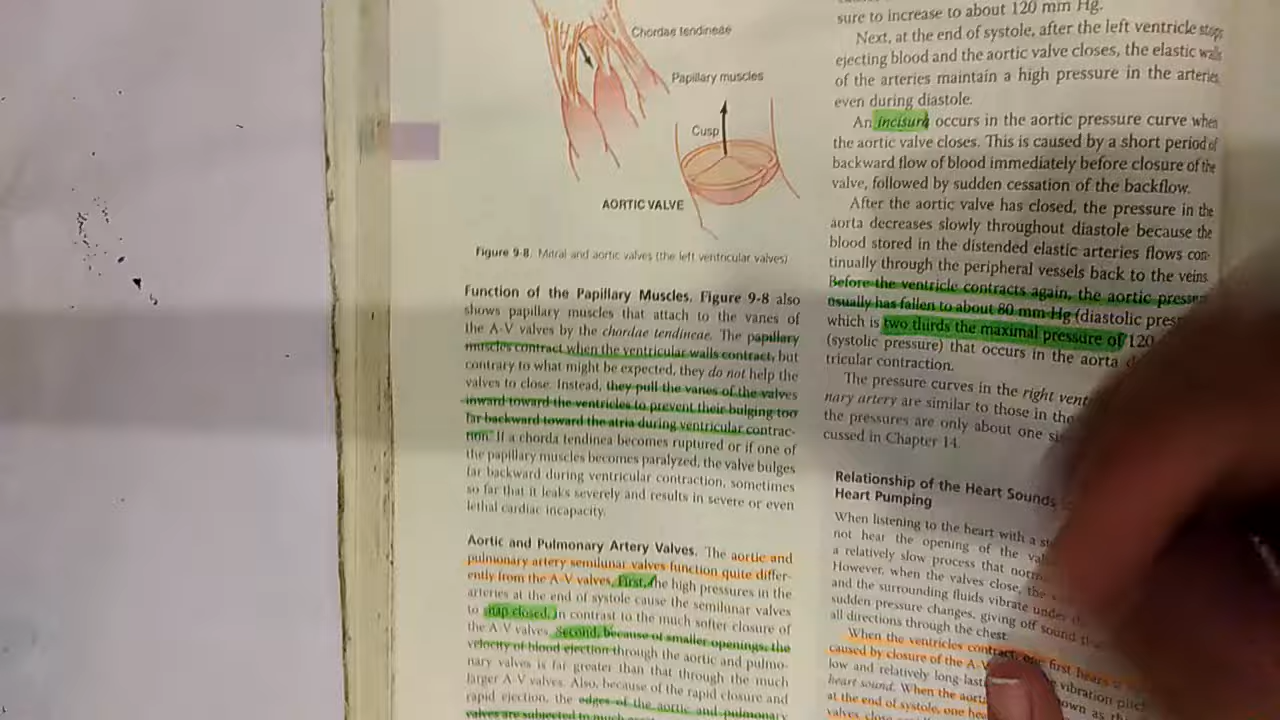 Chordae tendineae
Papillary muscles
Cusp
AORTIC VALVE
Figure 9-8. Mitral and aortic valves (the left ventricular valves)
Function of the Papillary Muscles. Figure 9-8 also
shows papillary muscles that attach to the vanes of
the A-V valves by the chordae tendineae. The papillary
muscles contract when the ventricular walls contract, but
contrary to what might be expected, they do not help the
valves to close. Instead, they pull the vanes of the valves
inward toward the ventricles to prevent their bulging too
far backward toward the atria during ventricular contrac-
tion. If a chorda tendinea becomes ruptured or if one of
the papillary muscles becomes paralyzed, the valve bulges
far backward during ventricular contraction, sometimes
so far that it leaks severely and results in severe or even
lethal cardiac incapacity.
Aortic and Pulmonary Artery Valves. The aortic and
pulmonary artery semilunar valves function quite differ-
ently from the A-V valves. First, the high pressures in the
arteries at the end of systole cause the semilunar valves
to snap closed, in contrast to the much softer closure of
the A-V valves. Second, because of smaller openings, the
velocity of blood ejection through the aortic and pulmo-
nary valves is far greater than that through the much
larger A-V valves. Also, because of the rapid closure and
rapid ejection, the edges of the aortic and pulmonary
valves are subjected to much
sure to increase to about 120 mm Hg.
Next, at the end of systole, after the left ventricle stops
ejecting blood and the aortic valve closes, the elastic walls
of the arteries maintain a high pressure in the arteries,
even during diastole.
An incisura occurs in the aortic pressure curve when
the aortic valve closes. This is caused by a short period of
backward flow of blood immediately before closure of the
valve, followed by sudden cessation of the backflow.
After the aortic valve has closed, the pressure in the
aorta decreases slowly throughout diastole because the
blood stored in the distended elastic arteries flows con-
tinually through the peripheral vessels back to the veins.
Before the ventricle contracts again, the aortic press
usually has fallen to about 80 mm Hg (diastolic pres
which is two thirds the maximal pressure of 120
(systolic pressure) that occurs in the aorta d
tricular contraction.
The pressure curves in the right vent
nary artery are similar to those in the
the pressures are only about one si
cussed in Chapter 14.
Relationship of the Heart Sounds
Heart Pumping
When listening to the heart with a st
not hear the opening of the val
a relatively slow process that norm
However, when the valves close, the
and the surrounding fluids vibrate under
sudden pressure changes, giving off sound
all directions through the chest.
When the ventricles contract, one first hears a
caused by closure of the A-V
low and relatively long-last
heart sound. When the aort
at the end of systole, one hea
valves close